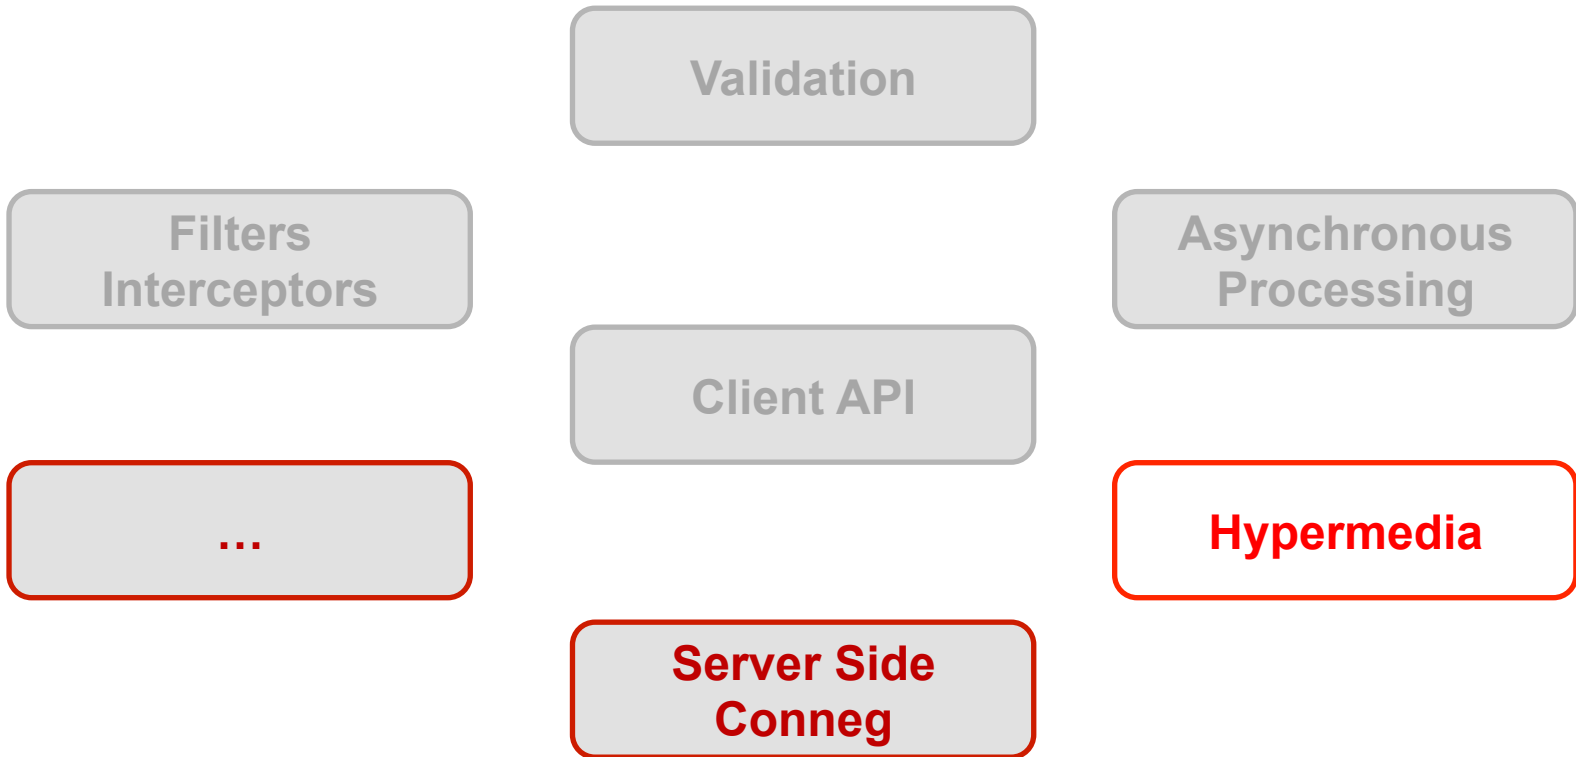 Validation
Filters
Interceptors
Asynchronous
Processing
Client API
…
Hypermedia
Server Side
Conneg